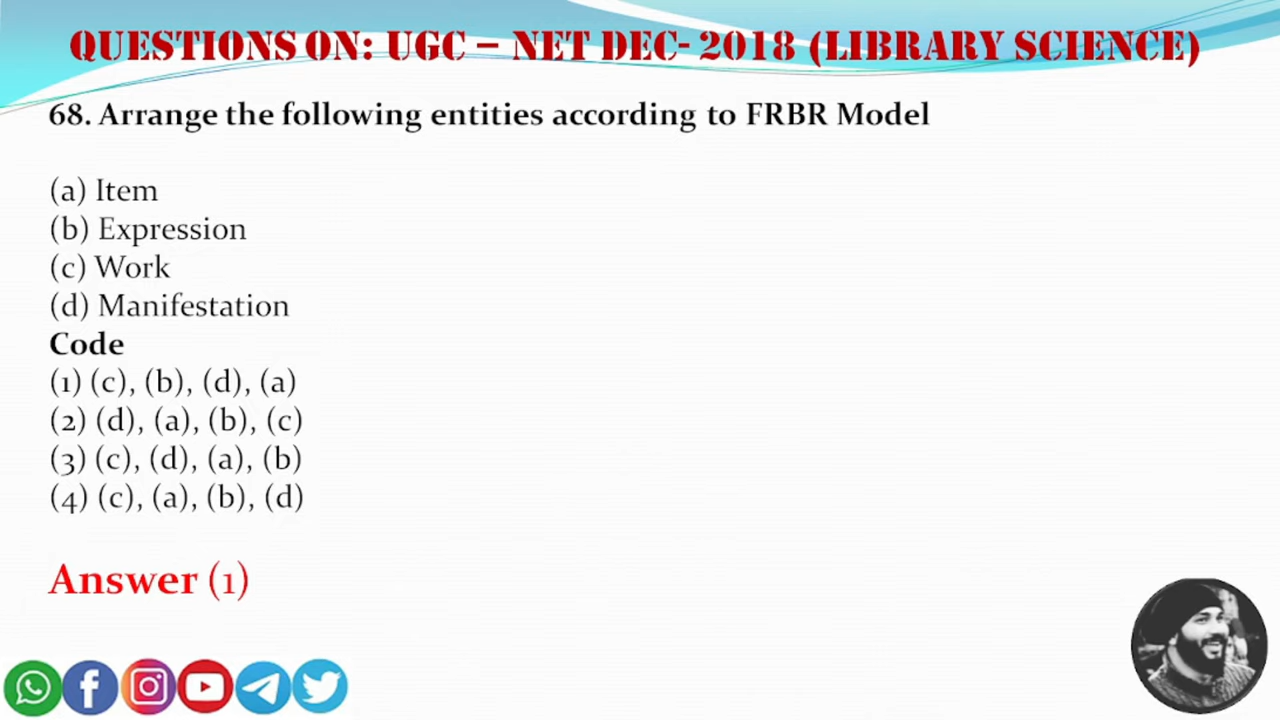 QUESTIONS ON: UGC – NET DEC- 2018 (LIBRARY SCIENCE)
68. Arrange the following entities according to FRBR Model
(a) Item
(b) Expression
(c) Work
(d) Manifestation
Code
(1) (c), (b), (d), (a)
(2) (d), (a), (b), (c)
(3) (c), (d), (a), (b)
(4) (c), (a), (b), (d)
Answer (1)